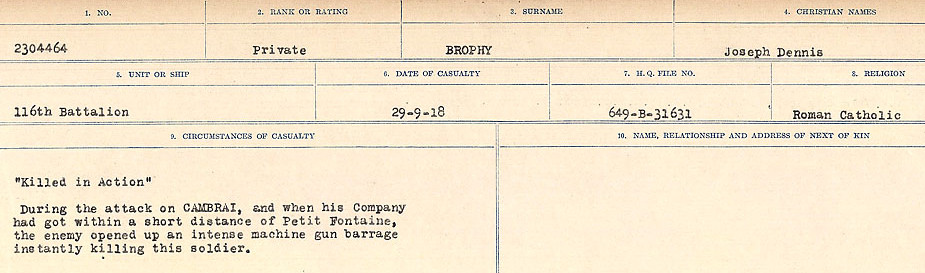 1. NO. 2. RANK OR RATING 3. SURNAME 4. CHRISTIAN NAMES
2304464 Private BROPHY Joseph Dennis
5. UNIT OR SHIP 6. DATE OF CASUALTY 7. H.Q. FILE NO. 8. RELIGION
116th Battalion 29-9-18 649-B-31631 Roman Catholic
9. CIRCUMSTANCES OF CASUALTY 10. NAME, RELATIONSHIP AND ADDRESS OF NEXT OF KIN
"Killed in Action"
During the attack on CAMBRAI, and when his Company
had got within a short distance of Petit Fontaine,
the enemy opened up an intense machine gun barrage
instantly killing this soldier.